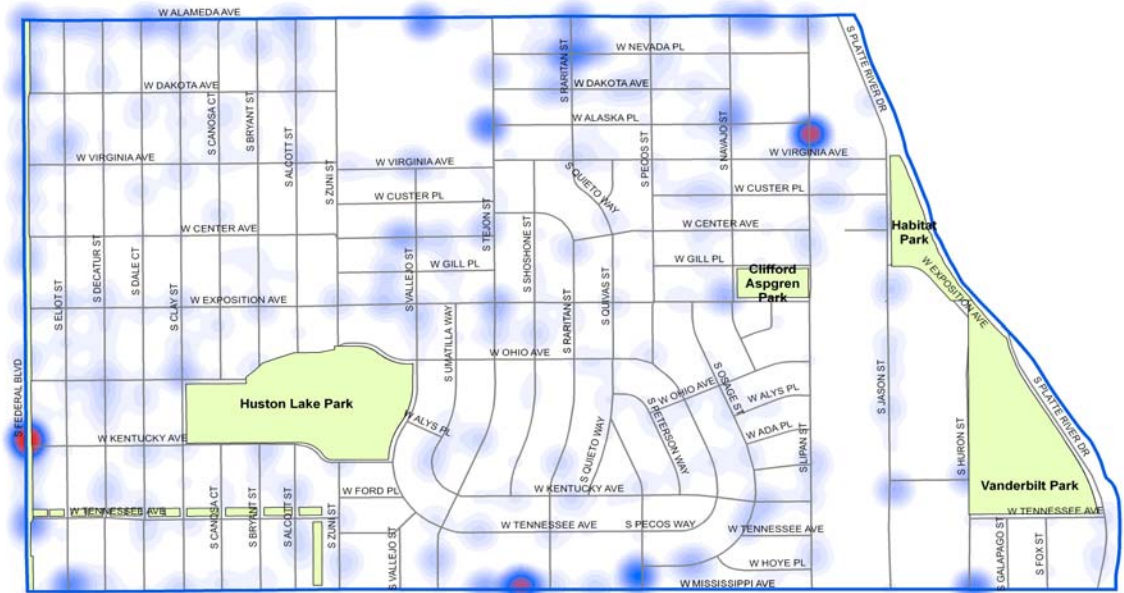 W ALAMEDA AVE
S PLATTE RIVER DR
W NEVADA PL
S RARITAN ST
W DAKOTA AVE
W DAKOTA AVE
S CANOSA CT
S BRYANT ST
W ALASKA PL
S NAVAJO ST
S ALCOTT ST
S PECOS ST
W VIRGINIA AVE
W VIRGINIA AVE
W VIRGINIA AVE
S ZUNI ST
S QUIETO WAY
W CUSTER PL
W CUSTER PL
W CENTER AVE
S TEJON ST
S SHOSHONE ST
W CENTER AVE
Habitat
Park
S DECATUR ST
S DALE CT
W GILL PL
W GILL PL
S VALLEJO ST
S QUIVAS ST
Clifford
Aspgren
Park
W EXPOSITION AVE
S ELIOT ST
S CLAY ST
W EXPOSITION AVE
S UMATILLA WAY
S RARITAN ST
W OHIO AVE
S OSAGE ST
S JASON ST
S PLATTE RIVER DR
S FEDERAL BLVD
Huston Lake Park
W OHIO AVE
W ALYS PL
W ALYS PL
S PETERSON WAY
S QUIETO WAY
W ADA PL
S LIPAN ST
S HURON ST
W KENTUCKY AVE
W FORD PL
W KENTUCKY AVE
Vanderbilt Park
W TENNESSEE AVE
S CANOSA CT
S BRYANT ST
S ALCOTT ST
S ZUNI ST
W TENNESSEE AVE
S PECOS WAY
W TENNESSEE AVE
W TENNESSEE AVE
S VALLEJO ST
S GALAPAGO ST
S FOX ST
W HOYE PL
W MISSISSIPPI AVE